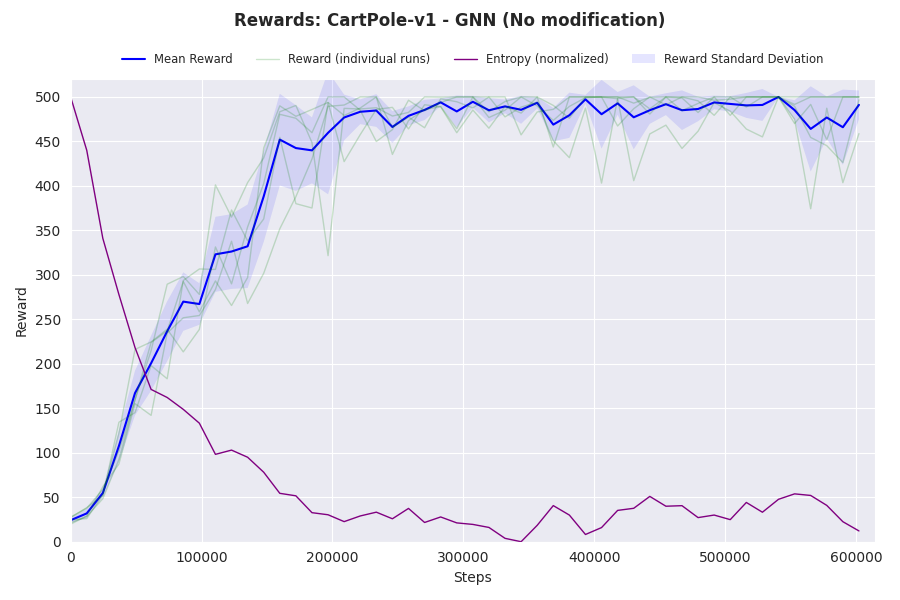 Rewards: CartPole-v1 - GNN (No modification)
Mean Reward Reward (individual runs) Entropy (normalized) Reward Standard Deviation
500
450
400
350
300
250
200
150
100
50
0
Reward
0 100000 200000 300000 400000 500000 600000
Steps